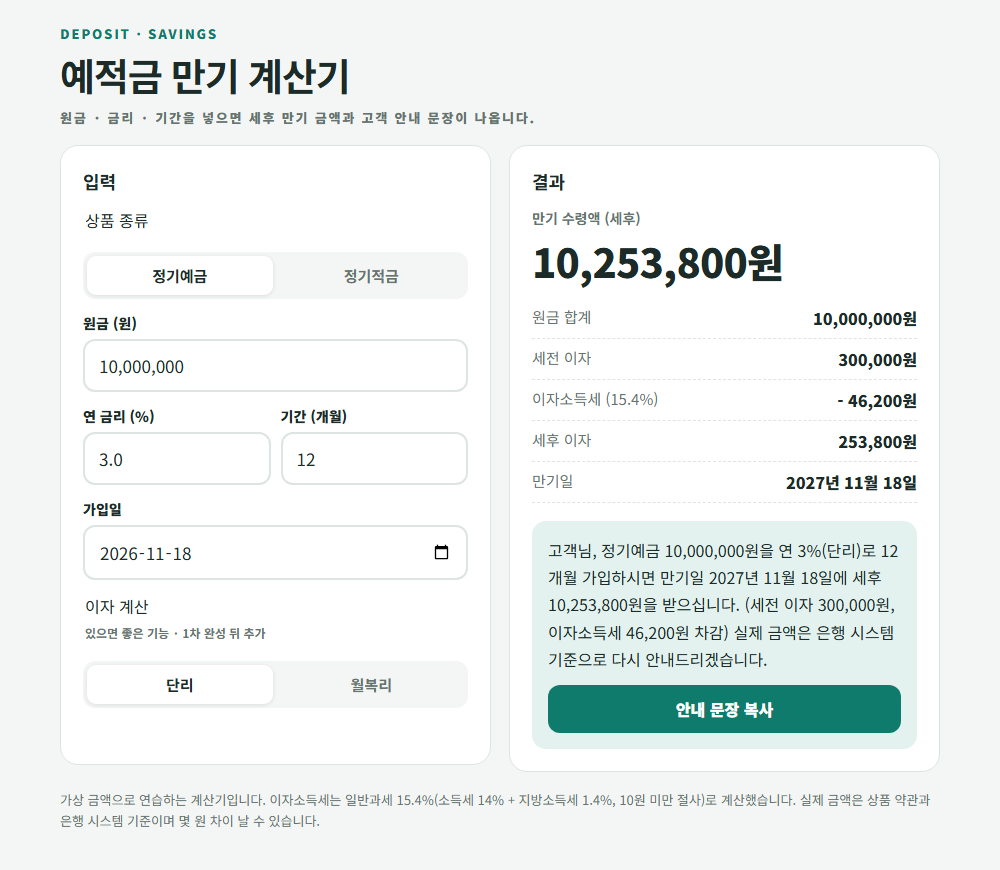 DEPOSIT · SAVINGS
예적금 만기 계산기
원금 · 금리 · 기간을 넣으면 세후 만기 금액과 고객 안내 문장이 나옵니다.
입력
상품 종류
정기예금
정기적금
원금 (원)
10,000,000
연 금리 (%)
기간 (개월)
3.0
12
가입일
2026-11-18
이자 계산
있으면 좋은 기능 · 1차 완성 뒤 추가
단리
월복리
결과
만기 수령액 (세후)
10,253,800원
원금 합계
10,000,000원
세전 이자
300,000원
이자소득세 (15.4%)
- 46,200원
세후 이자
253,800원
만기일
2027년 11월 18일
고객님, 정기예금 10,000,000원을 연 3%(단리)로 12
개월 가입하시면 만기일 2027년 11월 18일에 세후
10,253,800원을 받으십니다. (세전 이자 300,000원,
이자소득세 46,200원 차감) 실제 금액은 은행 시스템
기준으로 다시 안내드리겠습니다.
안내 문장 복사
가상 금액으로 연습하는 계산기입니다. 이자소득세는 일반과세 15.4%(소득세 14% + 지방소득세 1.4%, 10원 미만 절사)로 계산했습니다. 실제 금액은 상품 약관과
은행 시스템 기준이며 몇 원 차이 날 수 있습니다.